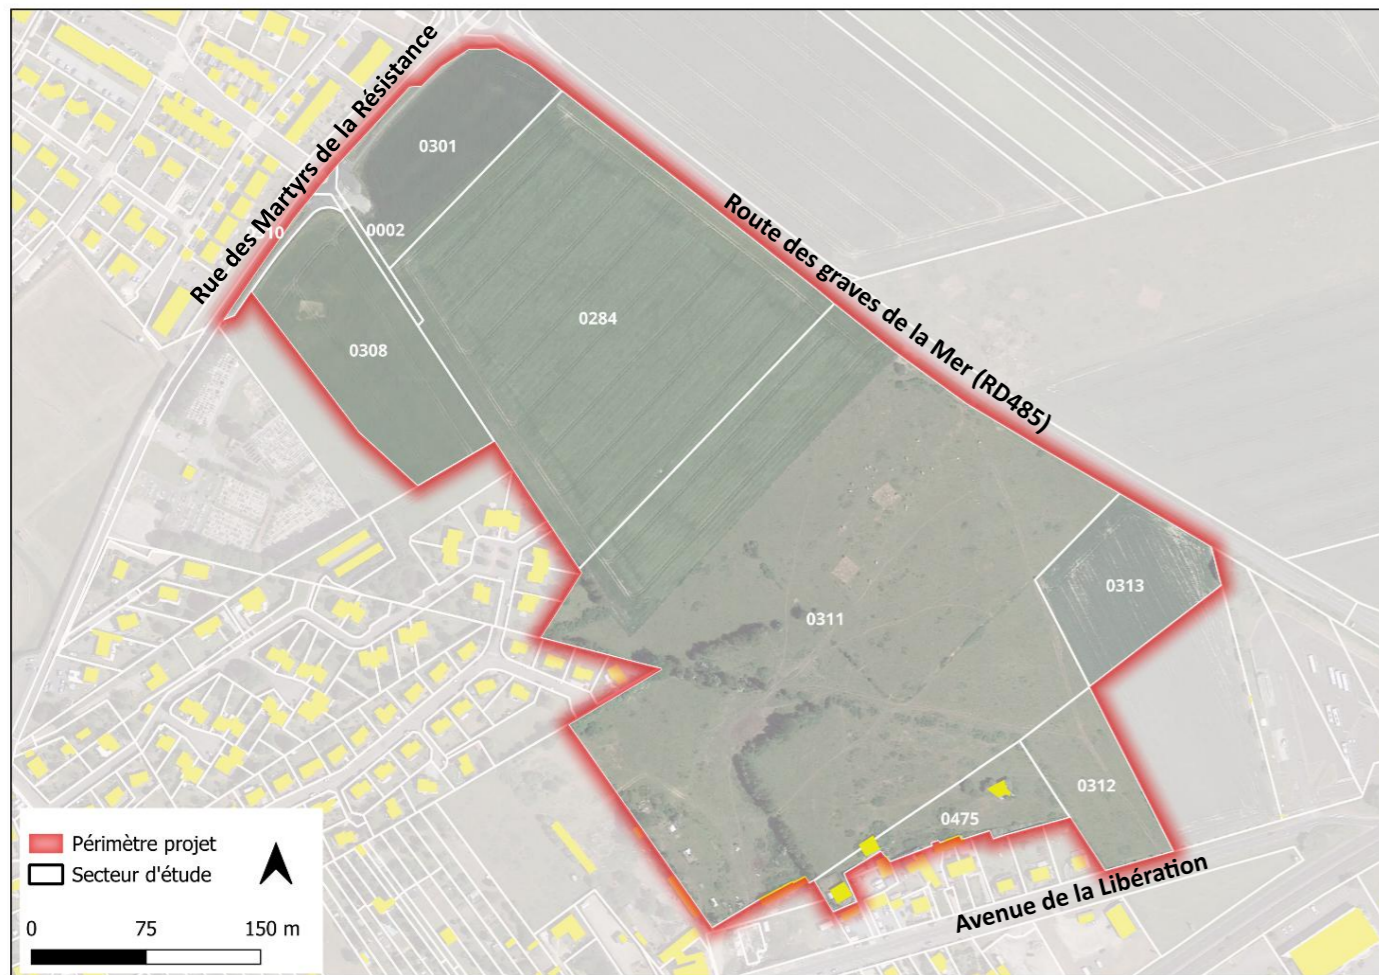 Rue des Martyrs de la Résistance
0301
0002
10
0284
0308
Route des graves de la Mer (RD485)
0313
0311
0312
0475
Avenue de la Libération
Périmètre projet
Secteur d'étude
0 75 150 m